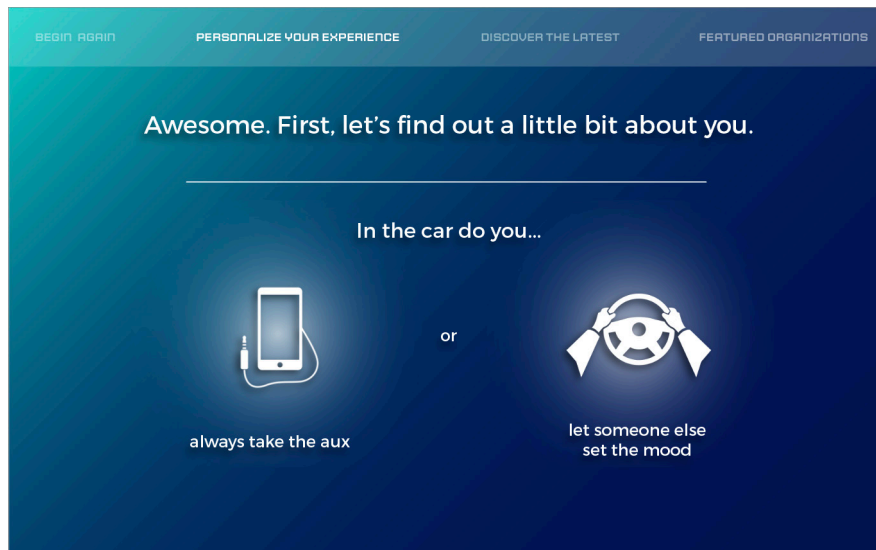 BEGIN AGAIN
PERSONALIZE YOUR EXPERIENCE
DISCOVER THE LATEST
FEATURED ORGANIZATIONS
Awesome. First, let's find out a little bit about you.
In the car do you...
or
always take the aux
let someone else
set the mood